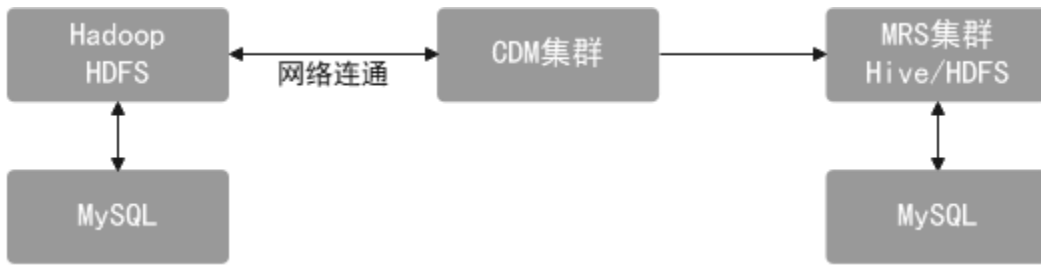 Hadoop
HDFS
网络连通
CDM集群
MRS集群
Hive/HDFS
MySQL
MySQL